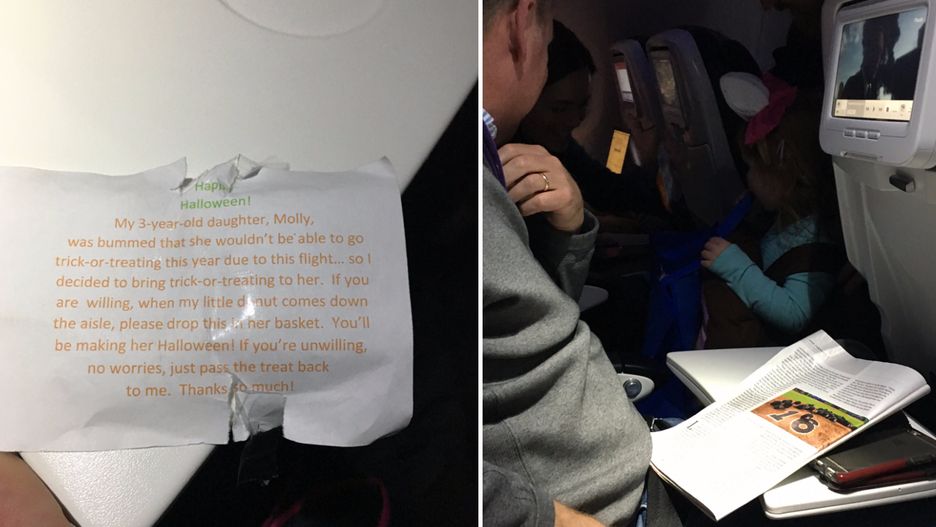 Happy
Halloween!
My 3-year-old daughter, Molly,
was bummed that she wouldn't be able to go
trick-or-treating this year due to this flight... so I
decided to bring trick-or-treating to her. If you
are willing, when my little donut comes down
the aisle, please drop this in her basket. You'll
be making her Halloween! If you're unwilling,
no worries, just pass the treat back
to me. Thanks so much!